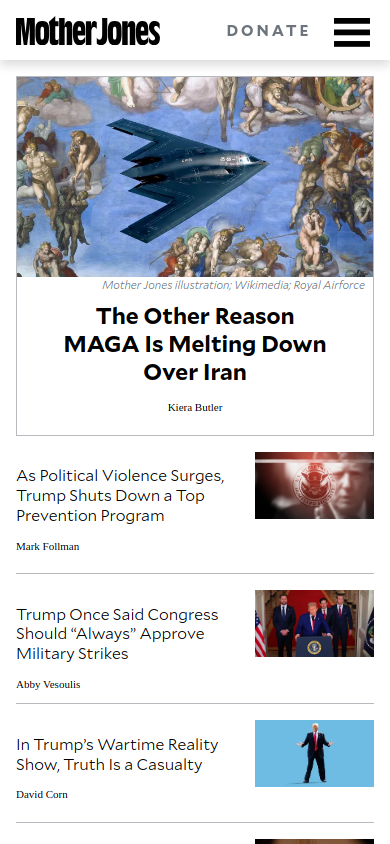 Mother Jones
DONATE
Mother Jones illustration; Wikimedia; Royal Airforce
The Other Reason
MAGA Is Melting Down
Over Iran
Kiera Butler
As Political Violence Surges,
Trump Shuts Down a Top
Prevention Program
Mark Follman
Trump Once Said Congress
Should “Always” Approve
Military Strikes
Abby Vesoulis
In Trump’s Wartime Reality
Show, Truth Is a Casualty
David Corn